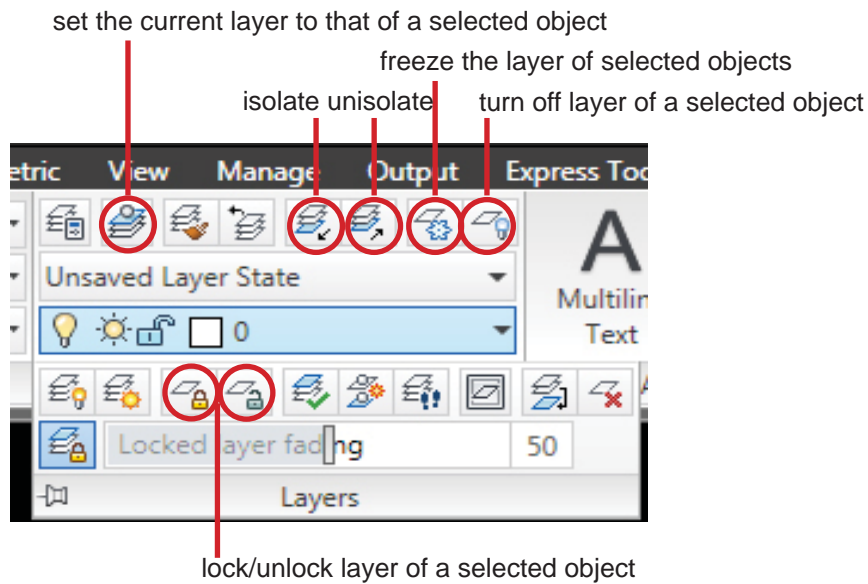 set the current layer to that of a selected object
freeze the layer of selected objects
isolate unisolate turn off layer of a selected object
etric View Manage Output Express Too
Unsaved Layer State
0
A
Multilin
Text
Locked layer fading
50
Layers
lock/unlock layer of a selected object